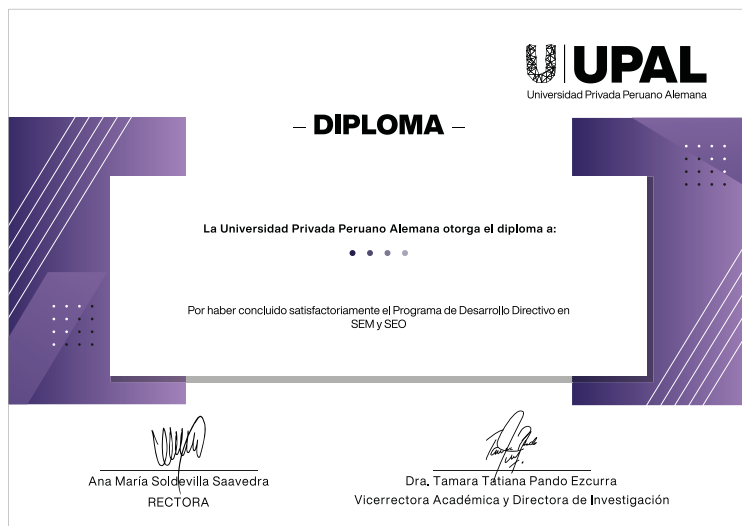 UPAL
Universidad Privada Peruano Alemana
– DIPLOMA –
La Universidad Privada Peruano Alemana otorga el diploma a:
Por haber concluido satisfactoriamente el Programa de Desarrollo Directivo en
SEM y SEO
Ana María Soldevilla Saavedra
RECTORA
Dra. Tamara Tatiana Pando Ezcurra
Vicerrectora Académica y Directora de Investigación